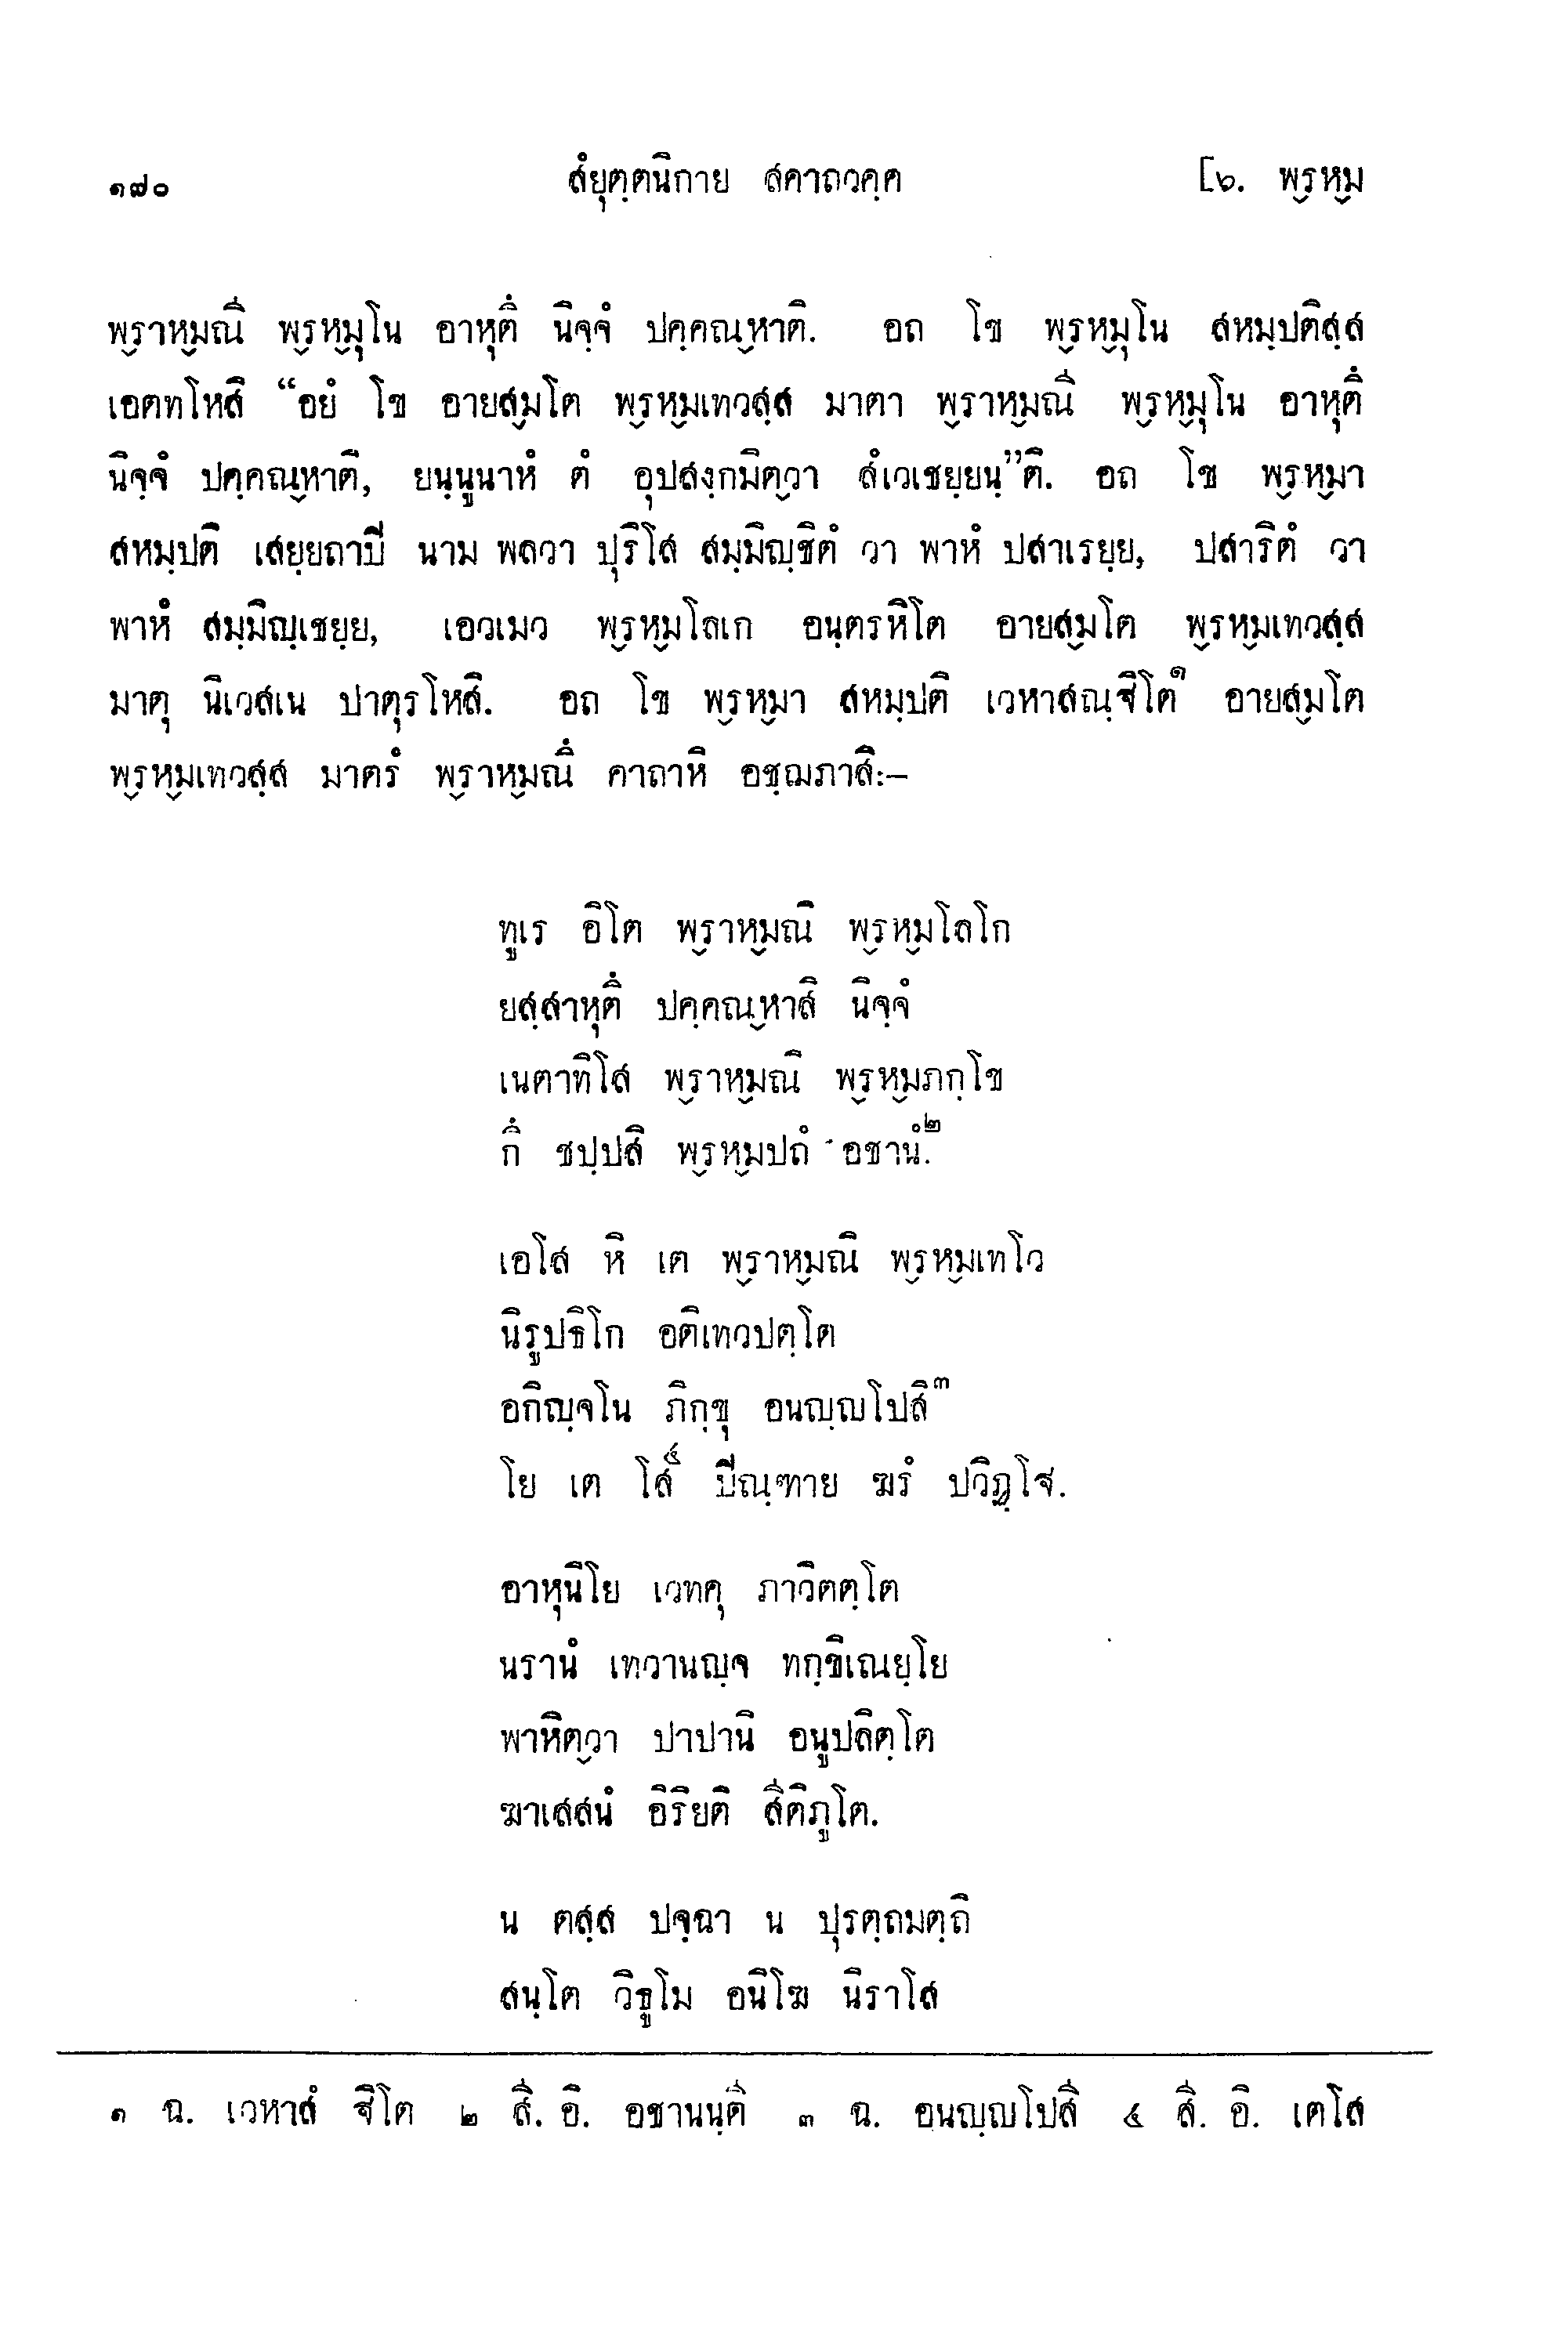 ๑๗๐ สํยุตฺตนิกาย สคาถวคฺค [๖. พ๎รห๎ม
พ๎ราห๎มณี พ๎รห๎มุโน อาหุตึ นิจฺจํ ปคฺคณ๎หาติ. อถ โข พ๎รห๎มุโน สหมฺปติสฺส
เอตทโหสิ “อยํ โข อายส๎มโต พ๎รห๎มเทวสฺส มาตา พ๎ราห๎มณี พ๎รห๎มุโน อาหุตึ
นิจฺจํ ปคฺคณ๎หาติ, ยนฺนูนาหํ ตํ อุปสงฺกมิต๎วา สํเวเชยฺยนฺ”ติ. อถ โข พ๎รห๎มา
สหมฺปติ เสยฺยถาปิ นาม พลวา ปุริโส สมฺมิญฺชิตํ วา พาหํ ปสาเรยฺย, ปสาริตํ วา
พาหํ สมฺมิญฺเชยฺย, เอวเมว พ๎รห๎มโลเก อนฺตรหิโต อายส๎มโต พ๎รห๎มเทวสฺส
มาตุ นิเวสเน ปาตุรโหสิ. อถ โข พ๎รห๎มา สหมฺปติ เวหาสณฺฐิโต๑ อายส๎มโต
พ๎รห๎มเทวสฺส มาตรํ พ๎ราห๎มณึ คาถาหิ อชฺฌภาสิ:–
ทูเร อิโต พ๎ราห๎มณิ พ๎รห๎มโลโก
ยสฺสาหุตึ ปคฺคณ๎หาสิ นิจฺจํ
เนตาทิโส พ๎ราห๎มณิ พ๎รห๎มภกฺโข
กึ ชปฺปสิ พ๎รห๎มปถํ อชานํ.๒
เอโส หิ เต พ๎ราห๎มณิ พ๎รห๎มเทโว
นิรูปธิโก อติเทวปตฺโต
อกิญฺจโน ภิกฺขุ อนญฺญโปสิ๓
โย เต โส๔ ปิณฺฑาย ฆรํ ปวิฏฺโฐ.
อาหุนิโย เวทคุ ภาวิตตฺโต
นรานํ เทวานญฺจ ทกฺขิเณยฺโย
พาหิต๎วา ปาปานิ อนูปลิตฺโต
ฆาเสสนํ อิริยติ สีติภูโต.
น ตสฺส ปจฺฉา น ปุรตฺถมตฺถิ
สนฺโต วิธูโม อนิโฆ นิราโส
๑ ฉ. เวหาสํ ฐิโต ๒ สี. อิ. อชานนฺตี ๓ ฉ. อนญฺญโปสี ๔ สี. อิ. เตโส